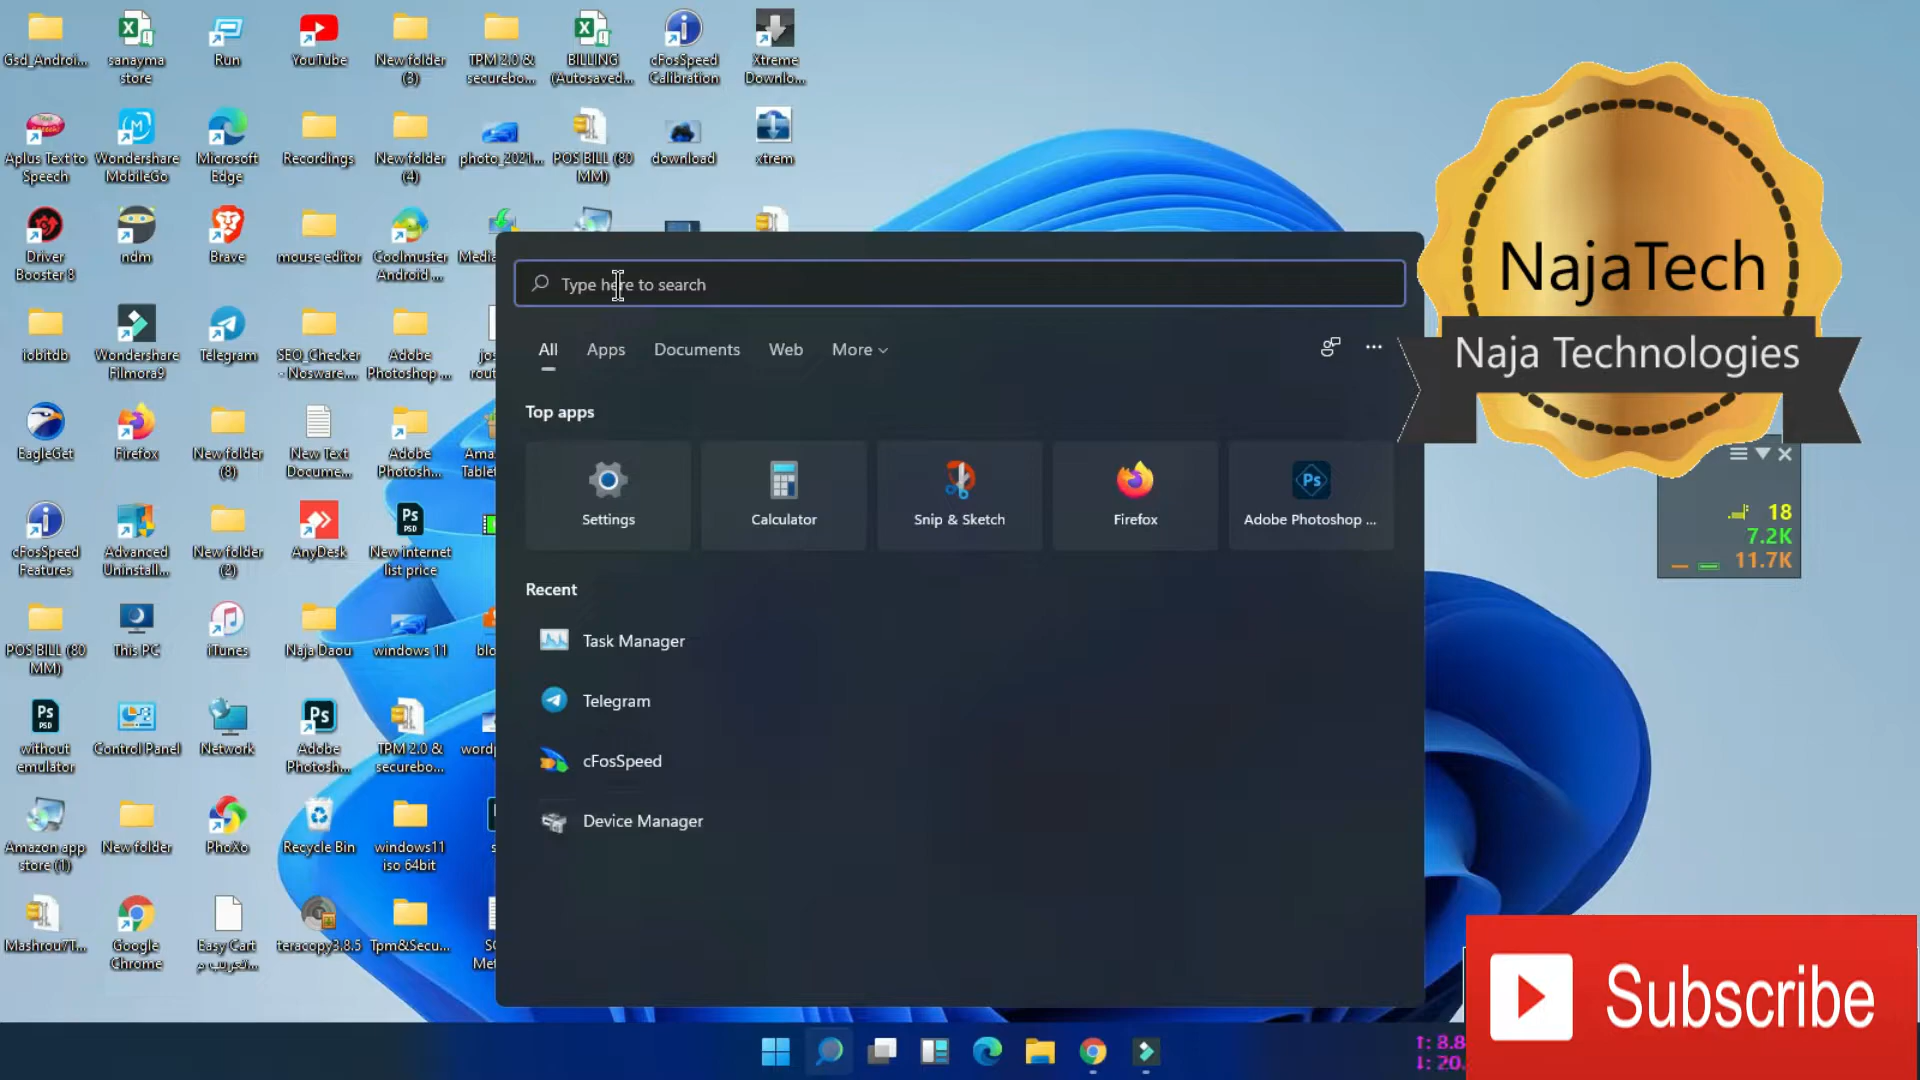 Gsd_Androi...
sanayma
store
Run
YouTube
New folder
(3)
TPM 2.0 &
securebo...
BILLING
(Autosaved...
cFosSpeed
Calibration
Xtreme
Downlo...
Aplus Text to
Speech
Wondershare
MobileGo
Microsoft
Edge
Recordings
New folder
(4)
photo_2021...
POS BILL (80
MM)
download
xtrem
Driver
Booster 8
ndm
Brave
mouse editor
Coolmuster
Android ...
Media
iobitdb
Wondershare
Filmora9
Telegram
SEO_Checker
- Nosware....
Adobe
Photoshop ...
EagleGet
Firefox
New folder
(8)
New Text
Docume...
Adobe
Photosh...
cFosSpeed
Features
Advanced
Uninstall...
New folder
(2)
AnyDesk
New internet
list price
POS BILL (80
MM)
This PC
iTunes
Naja Daou
windows 11
without
emulator
Control Panel
Network
Adobe
Photosh...
TPM 2.0 &
securebo...
Amazon app
store (1)
New folder
PhoXo
Recycle Bin
windows11
iso 64bit
Mashrou7T...
Google
Chrome
Easy Cart
teracopy3.8.5
Tpm&Secu...
Type here to search
All
Apps
Documents
Web
More
Top apps
Settings
Calculator
Snip & Sketch
Firefox
Adobe Photoshop ...
Recent
Task Manager
Telegram
cFosSpeed
Device Manager
NajaTech
Naja Technologies
18
7.2K
11.7K
Subscribe
↑: 8.8
↓: 20.